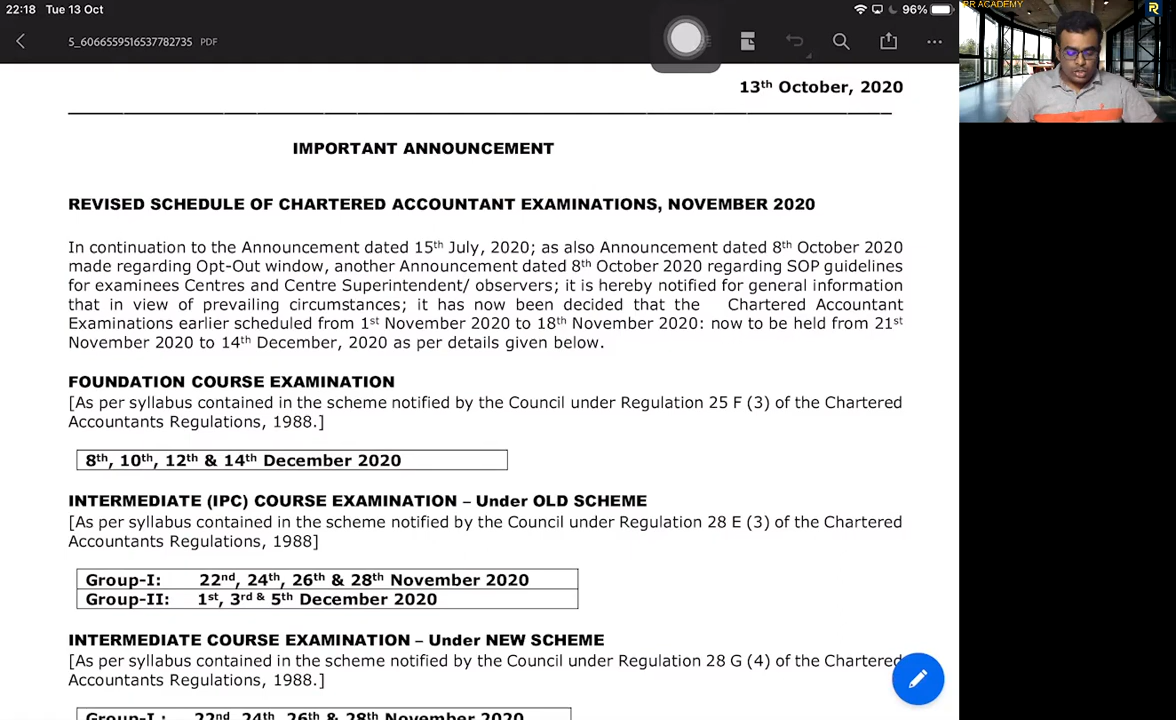 22:18 Tue 13 Oct
96%
PR ACADEMY
5_6066559516537782735 PDF
13th October, 2020
IMPORTANT ANNOUNCEMENT
REVISED SCHEDULE OF CHARTERED ACCOUNTANT EXAMINATIONS, NOVEMBER 2020
In continuation to the Announcement dated 15th July, 2020; as also Announcement dated 8th October 2020
made regarding Opt-Out window, another Announcement dated 8th October 2020 regarding SOP guidelines
for examinees Centres and Centre Superintendent/ observers; it is hereby notified for general information
that in view of prevailing circumstances; it has now been decided that the Chartered Accountant
Examinations earlier scheduled from 1st November 2020 to 18th November 2020: now to be held from 21st
November 2020 to 14th December, 2020 as per details given below.
FOUNDATION COURSE EXAMINATION
[As per syllabus contained in the scheme notified by the Council under Regulation 25 F (3) of the Chartered
Accountants Regulations, 1988.]
8th, 10th, 12th & 14th December 2020
INTERMEDIATE (IPC) COURSE EXAMINATION – Under OLD SCHEME
[As per syllabus contained in the scheme notified by the Council under Regulation 28 E (3) of the Chartered
Accountants Regulations, 1988]
Group-I: 22nd, 24th, 26th & 28th November 2020
Group-II: 1st, 3rd & 5th December 2020
INTERMEDIATE COURSE EXAMINATION – Under NEW SCHEME
[As per syllabus contained in the scheme notified by the Council under Regulation 28 G (4) of the Chartered
Accountants Regulations, 1988.]
Group-I : 22nd, 24th, 26th & 28th November 2020